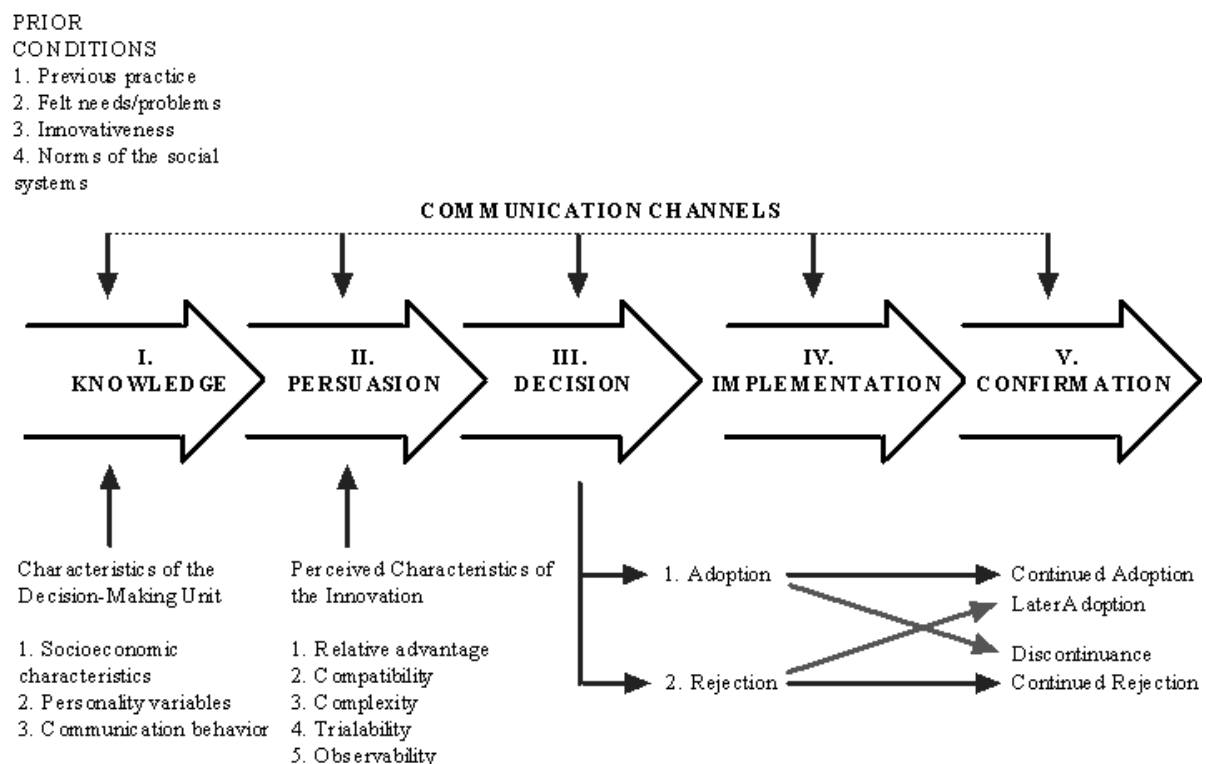 PRIOR
CONDITIONS
1. Previous practice
2. Felt needs/problems
3. Innovativeness
4. Norms of the social
systems
COMMUNICATION CHANNELS
I.
KNOWLEDGE
II.
PERSUASION
III.
DECISION
IV.
IMPLEMENTATION
V.
CONFIRMATION
Characteristics of the
Decision-Making Unit
1. Socioeconomic
characteristics
2. Personality variables
3. Communication behavior
Perceived Characteristics of
the Innovation
1. Relative advantage
2. Compatibility
3. Complexity
4. Trialability
5. Observability
1. Adoption
2. Rejection
Continued Adoption
Later Adoption
Discontinuance
Continued Rejection